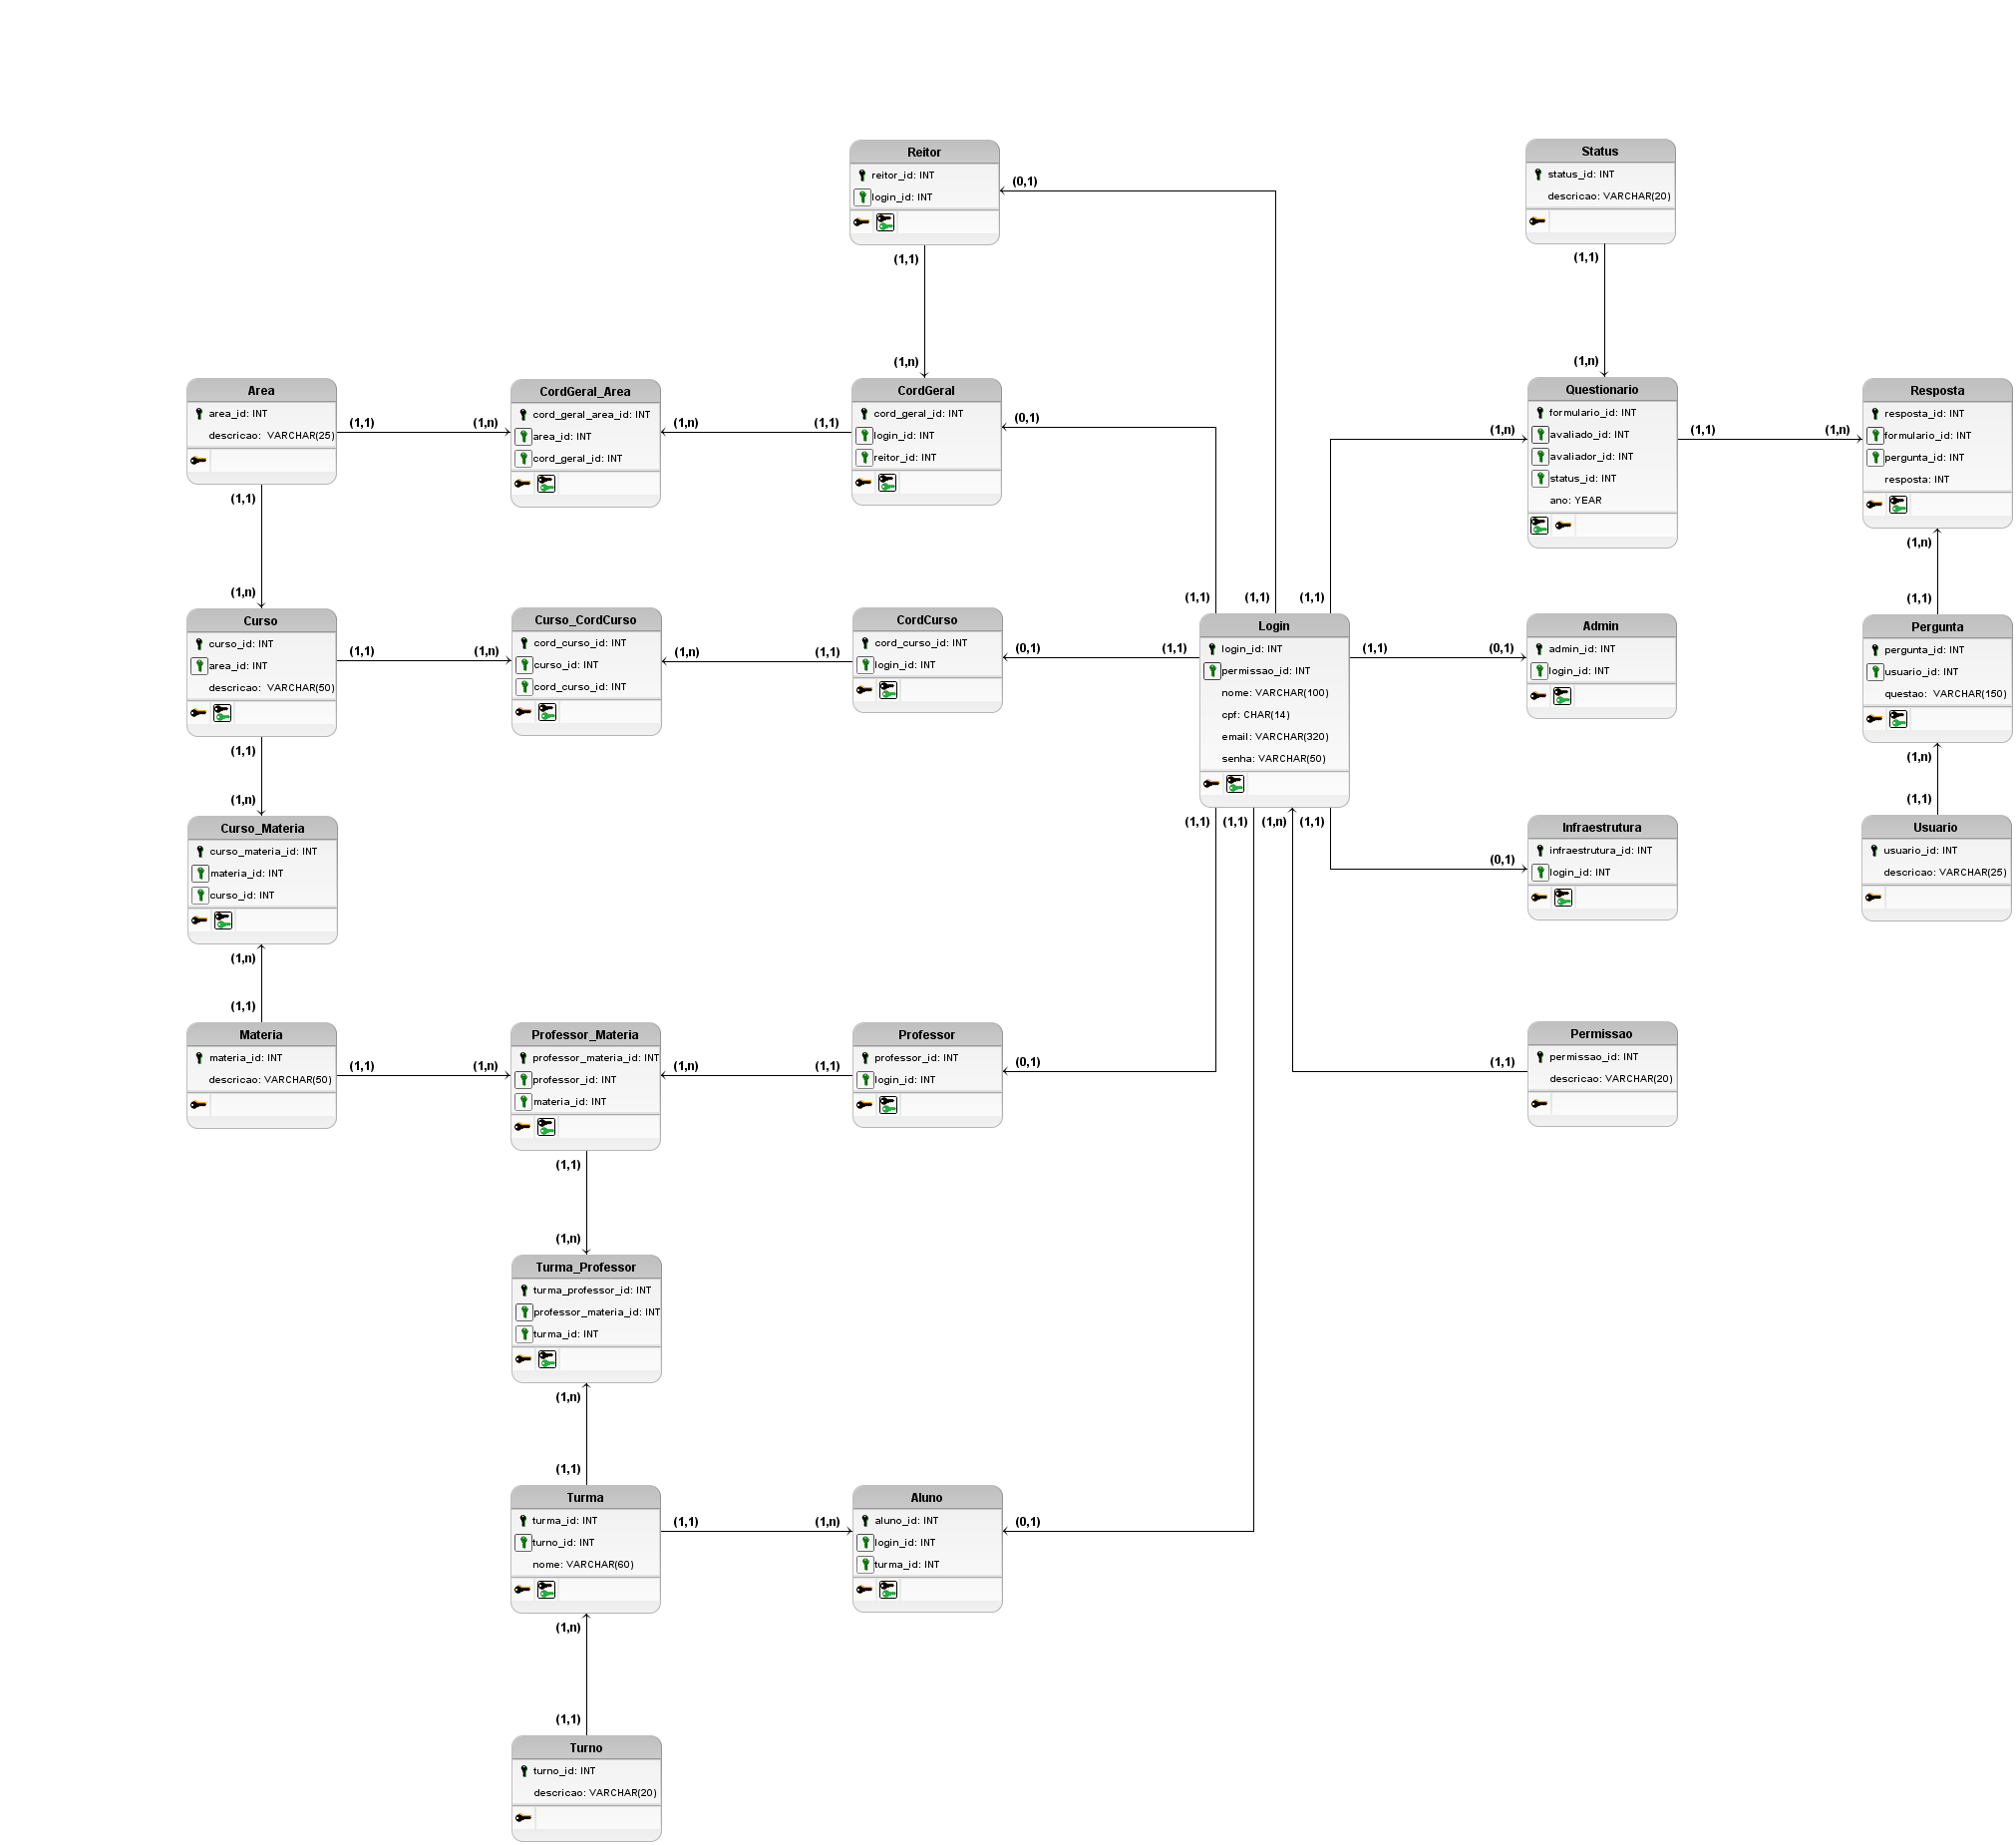 Reitor
reitor_id: INT
login_id: INT
(0,1)
(1,1)
(1,n)
Status
status_id: INT
descricao: VARCHAR(20)
(1,1)
(1,n)
Area
area_id: INT
descricao: VARCHAR(25)
(1,1)
(1,n)
(1,1)
(1,n)
CordGeral_Area
cord_geral_area_id: INT
area_id: INT
cord_geral_id: INT
(1,n)
(1,1)
CordGeral
cord_geral_id: INT
login_id: INT
reitor_id: INT
(0,1)
Questionario
formulario_id: INT
avaliado_id: INT
avaliador_id: INT
status_id: INT
ano: YEAR
(1,n)
(1,1)
(1,n)
Resposta
resposta_id: INT
formulario_id: INT
pergunta_id: INT
resposta: INT
(1,n)
(1,1)
Curso
curso_id: INT
area_id: INT
descricao: VARCHAR(50)
(1,1)
(1,n)
(1,1)
(1,n)
Curso_CordCurso
cord_curso_id: INT
curso_id: INT
cord_curso_id: INT
(1,n)
(1,1)
CordCurso
cord_curso_id: INT
login_id: INT
(0,1)
(1,1)
(1,1)
(1,1)
(1,1)
Login
login_id: INT
permissao_id: INT
nome: VARCHAR(100)
cpf: CHAR(14)
email: VARCHAR(320)
senha: VARCHAR(50)
(1,1)
(1,1)
(1,n)
(1,1)
(1,1)
(0,1)
Admin
admin_id: INT
login_id: INT
Pergunta
pergunta_id: INT
usuario_id: INT
questao: VARCHAR(150)
(1,n)
(1,1)
Curso_Materia
curso_materia_id: INT
materia_id: INT
curso_id: INT
(1,n)
(1,1)
(0,1)
Infraestrutura
infraestrutura_id: INT
login_id: INT
Usuario
usuario_id: INT
descricao: VARCHAR(25)
Materia
materia_id: INT
descricao: VARCHAR(50)
(1,1)
(1,n)
Professor_Materia
professor_materia_id: INT
professor_id: INT
materia_id: INT
(1,n)
(1,1)
Professor
professor_id: INT
login_id: INT
(0,1)
(1,1)
Permissao
permissao_id: INT
descricao: VARCHAR(20)
(1,1)
(1,n)
Turma_Professor
turma_professor_id: INT
professor_materia_id: INT
turma_id: INT
(1,n)
(1,1)
Turma
turma_id: INT
turno_id: INT
nome: VARCHAR(60)
(1,1)
(1,n)
Aluno
aluno_id: INT
login_id: INT
turma_id: INT
(0,1)
(1,n)
(1,1)
Turno
turno_id: INT
descricao: VARCHAR(20)